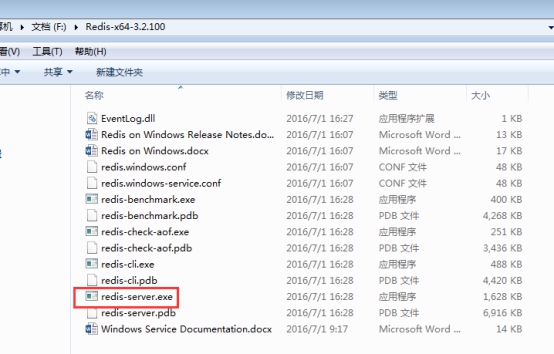 机 ▸ 文档 (F:) ▸ Redis-x64-3.2.100
看(V) 工具(T) 帮助(H)
中 ▼ 共享 ▼ 新建文件夹
名称 修改日期 类型 大小
EventLog.dll 2016/7/1 16:27 应用程序扩展 1 KB
Redis on Windows Release Notes.do... 2016/7/1 16:07 Microsoft Word ... 13 KB
Redis on Windows.docx 2016/7/1 16:07 Microsoft Word ... 17 KB
redis.windows.conf 2016/7/1 16:07 CONF 文件 48 KB
redis.windows-service.conf 2016/7/1 16:07 CONF 文件 48 KB
redis-benchmark.exe 2016/7/1 16:28 应用程序 400 KB
redis-benchmark.pdb 2016/7/1 16:28 PDB 文件 4,268 KB
redis-check-aof.exe 2016/7/1 16:28 应用程序 251 KB
redis-check-aof.pdb 2016/7/1 16:28 PDB 文件 3,436 KB
redis-cli.exe 2016/7/1 16:28 应用程序 488 KB
redis-cli.pdb 2016/7/1 16:28 PDB 文件 4,420 KB
redis-server.exe 2016/7/1 16:28 应用程序 1,628 KB
redis-server.pdb 2016/7/1 16:28 PDB 文件 6,916 KB
Windows Service Documentation.docx 2016/7/1 9:17 Microsoft Word ... 14 KB